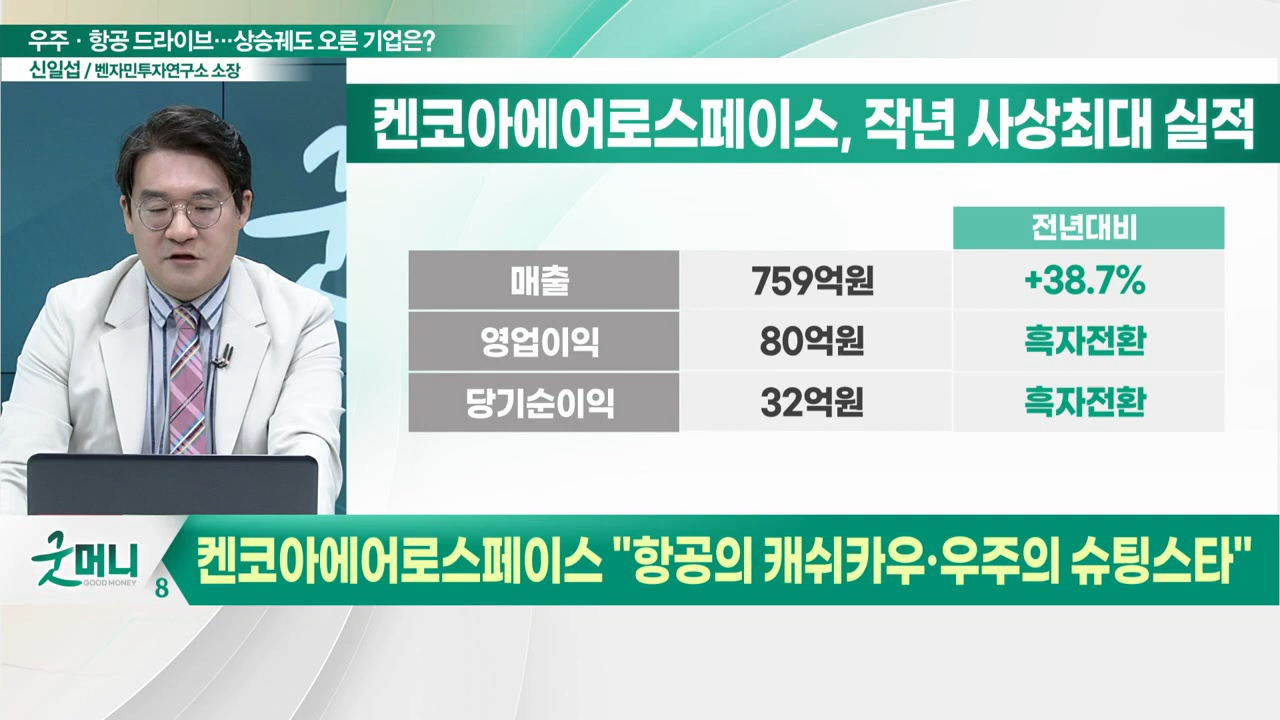 우주·항공 드라이브…상승궤도 오른 기업은?
신일섭 / 벤자민투자연구소 소장
켄코아에어로스페이스, 작년 사상최대 실적
전년대비
매출 759억원 +38.7%
영업이익 80억원 흑자전환
당기순이익 32억원 흑자전환
굿머니
GOOD MONEY
8
켄코아에어로스페이스 "항공의 캐쉬카우·우주의 슈팅스타"